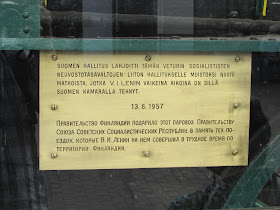 SUOMEN HALLITUS LAHJOITTI TÄMÄN VETURIN SOSIALISTISTEN
NEUVOSTOTASAVALTOJEN LIITON HALLITUKSELLE MUISTOKSI NIISTÄ
MATKOISTA, JOTKA V.I. LENIN VAIKEINA AIKOINA ON SILLÄ
SUOMEN KAMARALLA TEHNYT.
13.6.1957
ПРАВИТЕЛЬСТВО ФИНЛЯНДИИ ПОДАРИЛО ЭТОТ ПАРОВОЗ ПРАВИТЕЛЬСТВУ
СОЮЗА СОВЕТСКИХ СОЦИАЛИСТИЧЕСКИХ РЕСПУБЛИК В ПАМЯТЬ ТЕХ ПО-
ЕЗДОК, КОТОРЫЕ В.И. ЛЕНИН НА НЕМ СОВЕРШИЛ В ТРУДНОЕ ВРЕМЯ ПО
ТЕРРИТОРИИ ФИНЛЯНДИИ.